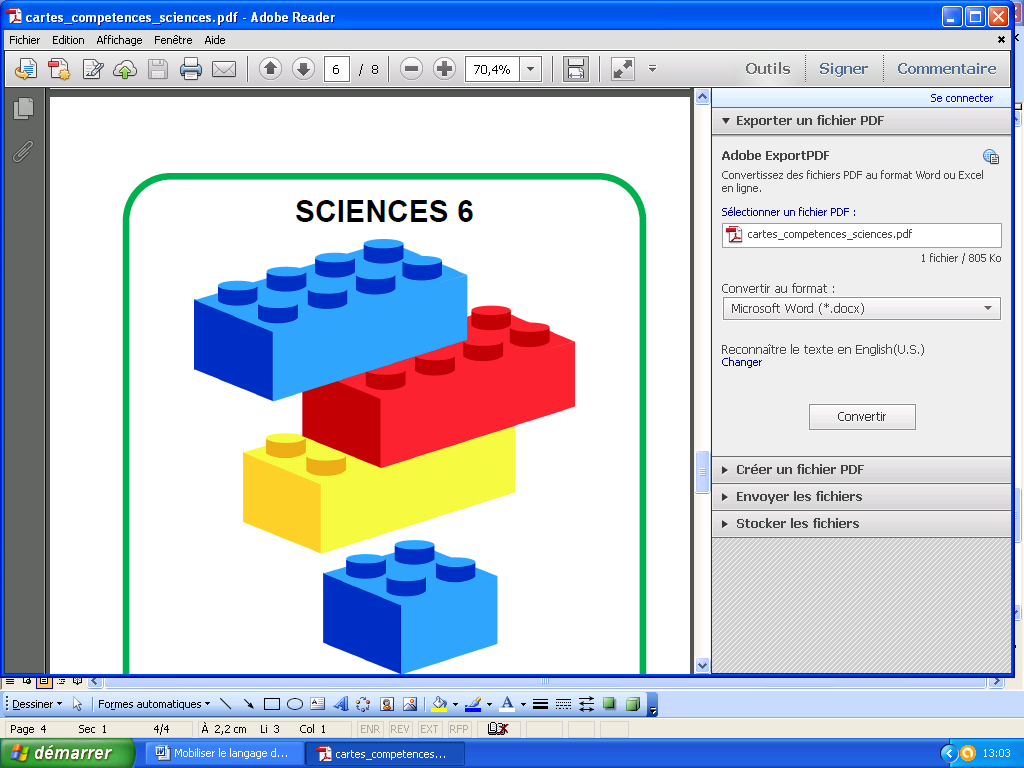 cartes_competences_sciences.pdf - Adobe Reader
Fichier Edition Affichage Fenêtre Aide
6 / 8 70,4% Outils Signer Commentaire
Se connecter
Exporter un fichier PDF
Adobe ExportPDF
Convertissez des fichiers PDF au format Word ou Excel
en ligne.
Sélectionner un fichier PDF :
cartes_competences_sciences.pdf
1 fichier / 805 Ko
Convertir au format :
Microsoft Word (*.docx)
Reconnaître le texte en English(U.S.)
Changer
Convertir
Créer un fichier PDF
Envoyer les fichiers
Stocker les fichiers
SCIENCES 6
Dessiner Formes automatiques
Page 4 Sec 1 4/4 À 2,2 cm Li 3 Col 1 ENR REV EXT RFP
démarrer Mobiliser le langage d... cartes_competences... 13:03